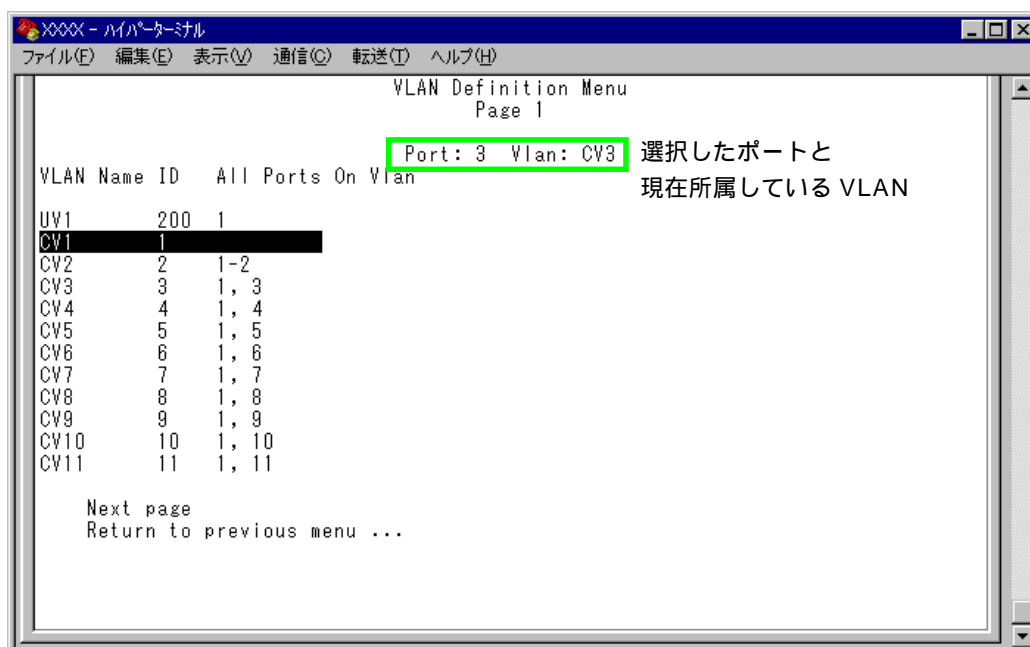 XXXX - ハイパーターミナル
ファイル(F) 編集(E) 表示(V) 通信(C) 転送(T) ヘルプ(H)
VLAN Definition Menu
Page 1
Port: 3 Vlan: CV3
選択したポートと
現在所属している VLAN
VLAN Name ID All Ports On Vlan
UV1 200 1
CV1 1
CV2 2 1-2
CV3 3 1, 3
CV4 4 1, 4
CV5 5 1, 5
CV6 6 1, 6
CV7 7 1, 7
CV8 8 1, 8
CV9 9 1, 9
CV10 10 1, 10
CV11 11 1, 11
Next page
Return to previous menu ...